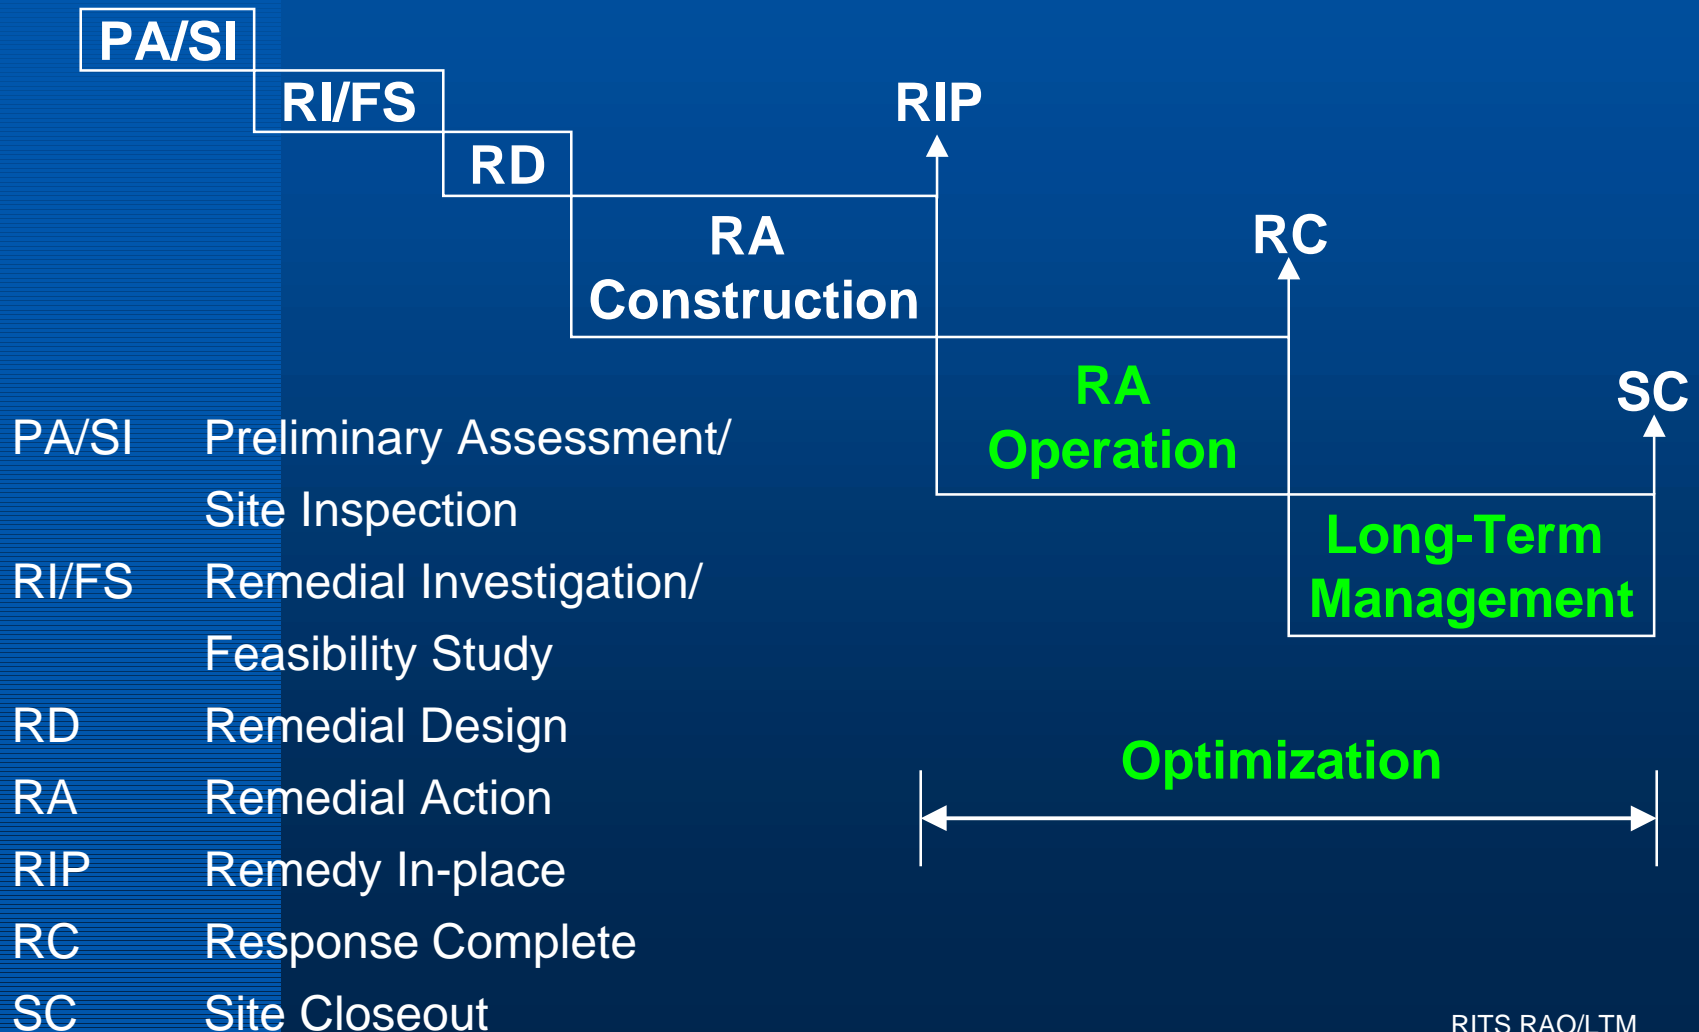 PA/SI
RI/FS
RIP
RD
RA
Construction
RC
RA
Operation
SC
Long-Term
Management
Optimization
PA/SI Preliminary Assessment/
Site Inspection
RI/FS Remedial Investigation/
Feasibility Study
RD Remedial Design
RA Remedial Action
RIP Remedy In-place
RC Response Complete
SC Site Closeout
RITS RAO/LTM